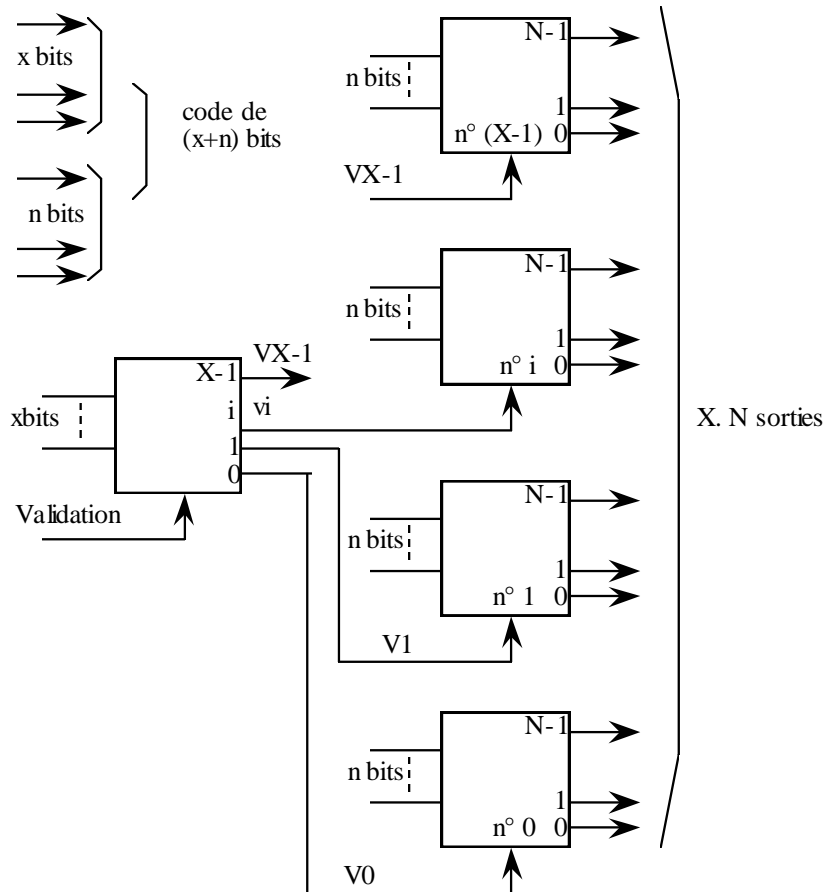 x bits
code de
(x+n) bits
n bits
N-1
n bits
1
n° (X-1) 0
VX-1
N-1
n bits
1
n° i 0
VX-1
X-1
i vi
xbits
1
0
Validation
X. N sorties
N-1
n bits
1
n° 1 0
V1
N-1
n bits
1
n° 0 0
V0